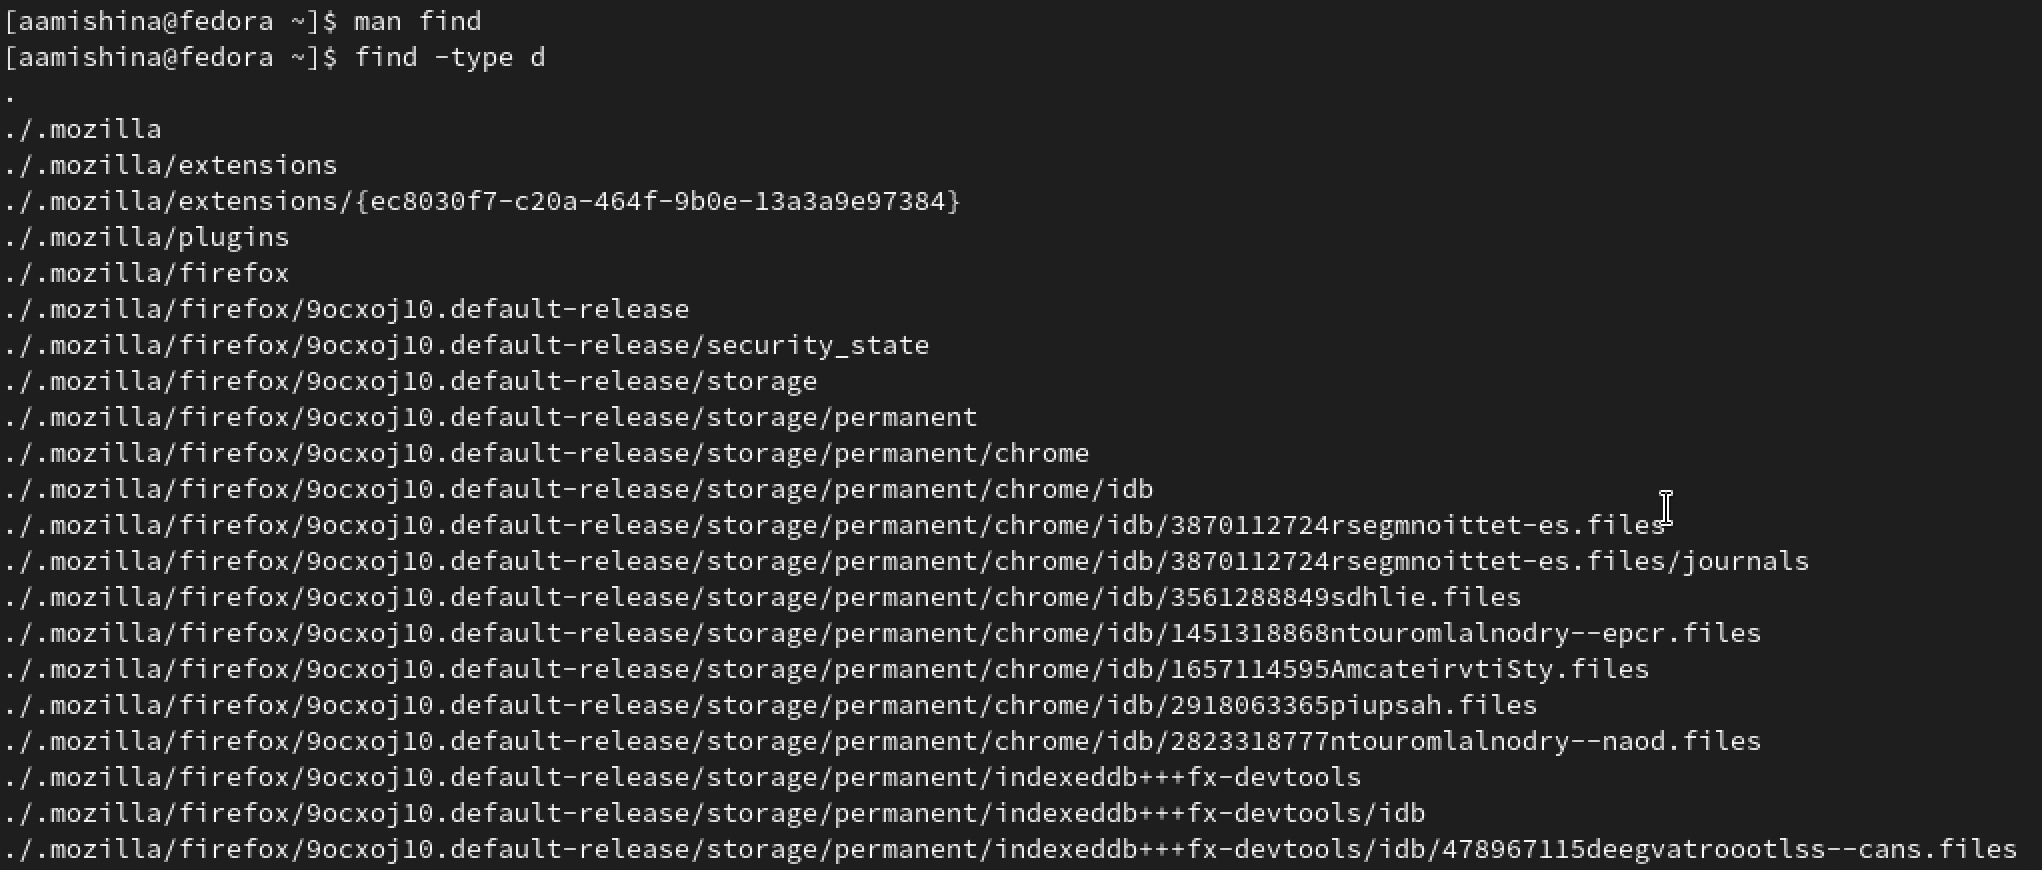 [aamishina@fedora ~]$ man find
[aamishina@fedora ~]$ find -type d
.
./.mozilla
./.mozilla/extensions
./.mozilla/extensions/{ec8030f7-c20a-464f-9b0e-13a3a9e97384}
./.mozilla/plugins
./.mozilla/firefox
./.mozilla/firefox/9ocxoj10.default-release
./.mozilla/firefox/9ocxoj10.default-release/security_state
./.mozilla/firefox/9ocxoj10.default-release/storage
./.mozilla/firefox/9ocxoj10.default-release/storage/permanent
./.mozilla/firefox/9ocxoj10.default-release/storage/permanent/chrome
./.mozilla/firefox/9ocxoj10.default-release/storage/permanent/chrome/idb
./.mozilla/firefox/9ocxoj10.default-release/storage/permanent/chrome/idb/3870112724rsegmnoittet-es.files
./.mozilla/firefox/9ocxoj10.default-release/storage/permanent/chrome/idb/3870112724rsegmnoittet-es.files/journals
./.mozilla/firefox/9ocxoj10.default-release/storage/permanent/chrome/idb/3561288849sdhlie.files
./.mozilla/firefox/9ocxoj10.default-release/storage/permanent/chrome/idb/1451318868ntouromlalnodry--epcr.files
./.mozilla/firefox/9ocxoj10.default-release/storage/permanent/chrome/idb/1657114595AmcateirvtiSty.files
./.mozilla/firefox/9ocxoj10.default-release/storage/permanent/chrome/idb/2918063365piupsah.files
./.mozilla/firefox/9ocxoj10.default-release/storage/permanent/chrome/idb/2823318777ntouromlalnodry--naod.files
./.mozilla/firefox/9ocxoj10.default-release/storage/permanent/indexeddb+++fx-devtools
./.mozilla/firefox/9ocxoj10.default-release/storage/permanent/indexeddb+++fx-devtools/idb
./.mozilla/firefox/9ocxoj10.default-release/storage/permanent/indexeddb+++fx-devtools/idb/478967115deegvatroootlss--cans.files